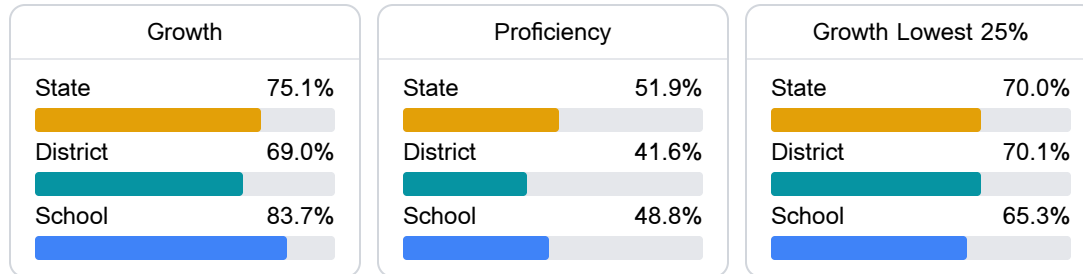 Growth
State 75.1%
District 69.0%
School 83.7%
Proficiency
State 51.9%
District 41.6%
School 48.8%
Growth Lowest 25%
State 70.0%
District 70.1%
School 65.3%